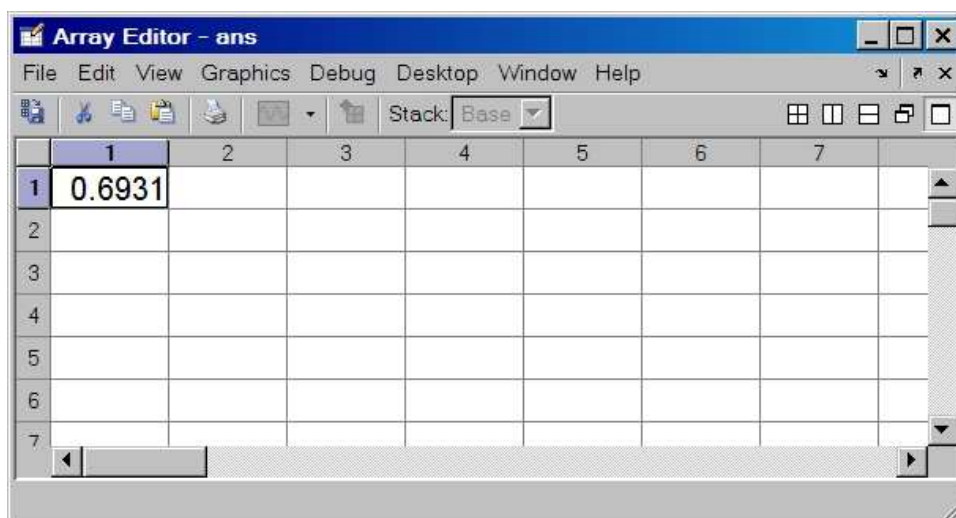 Array Editor - ans
File Edit View Graphics Debug Desktop Window Help
Stack: Base
1 2 3 4 5 6 7
1 0.6931
2
3
4
5
6
7